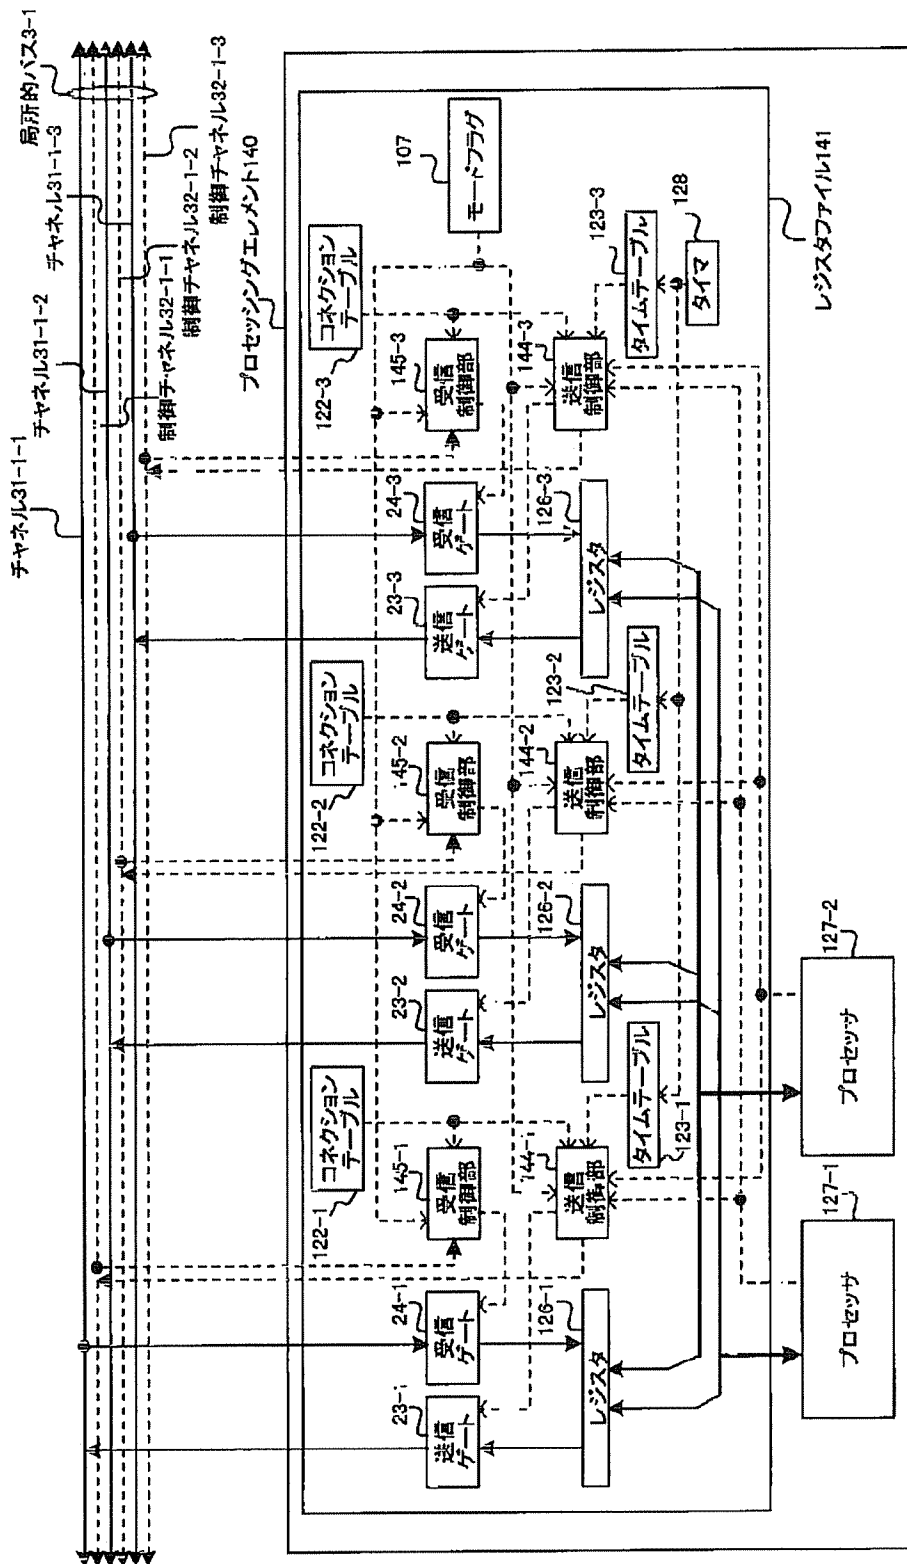 局所的バス3-1
チャネル31-1-1
チャネル31-1-2
チャネル31-1-3
制御チャネル32-1-1
制御チャネル32-1-2
制御チャネル32-1-3
プロセッシングエレメント140
レジスタファイル141
107
モードフラグ
122-1
コネクション
テーブル
122-2
コネクション
テーブル
122-3
コネクション
テーブル
23-1
送信
ゲート
24-1
受信
ゲート
145-1
受信
制御部
144-1
送信
制御部
23-2
送信
ゲート
24-2
受信
ゲート
145-2
受信
制御部
144-2
送信
制御部
23-3
送信
ゲート
24-3
受信
ゲート
145-3
受信
制御部
144-3
送信
制御部
126-1
レジスタ
126-2
レジスタ
126-3
レジスタ
123-1
タイムテーブル
123-2
タイムテーブル
123-3
タイムテーブル
128
タイマ
127-1
プロセッサ
127-2
プロセッサ